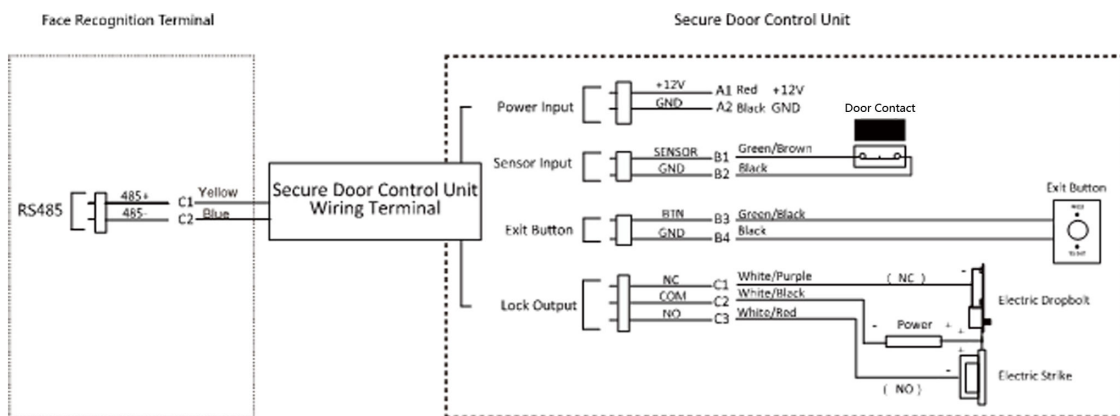 Face Recognition Terminal
Secure Door Control Unit
RS485
485+ C1 Yellow
485- C2 Blue
Secure Door Control Unit
Wiring Terminal
Power Input
+12V A1 Red +12V
GND A2 Black GND
Door Contact
Sensor Input
SENSOR B1 Green/Brown
GND B2 Black
Exit Button
BTN B3 Green/Black
GND B4 Black
Exit Button
Lock Output
NC C1 White/Purple ( NC ) -
COM C2 White/Black
NO C3 White/Red
- Power + +
+
-
( NO )
Electric Dropbolt
Electric Strike